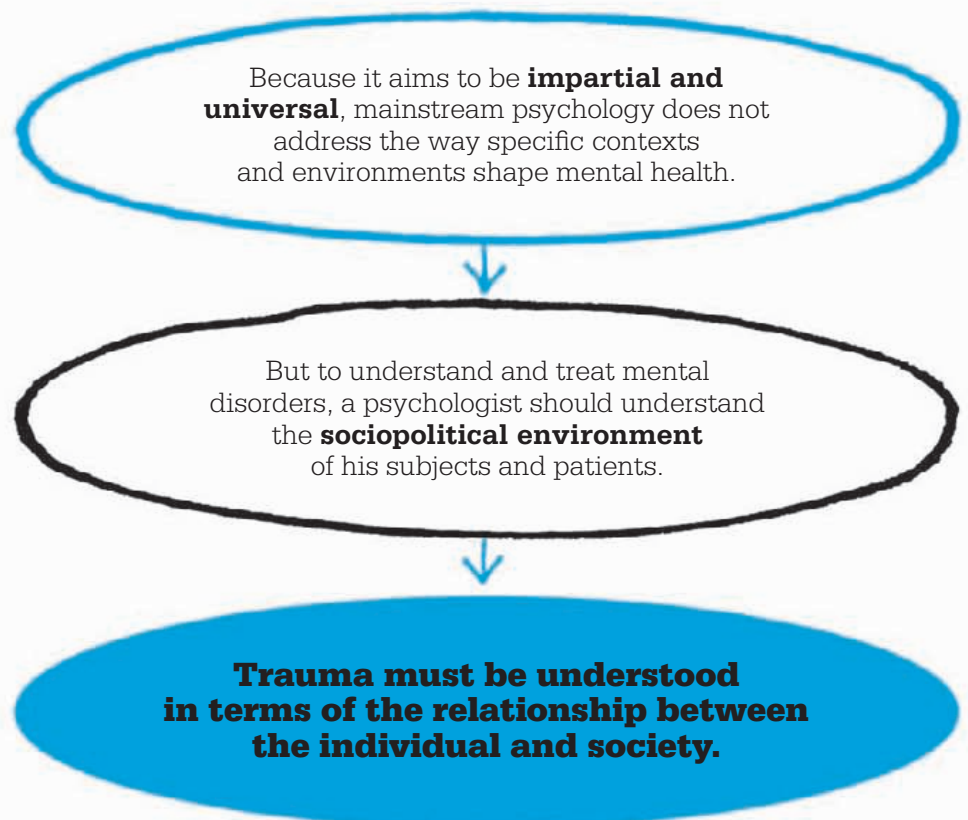 Because it aims to be impartial and
universal, mainstream psychology does not
address the way specific contexts
and environments shape mental health.
But to understand and treat mental
disorders, a psychologist should understand
the sociopolitical environment
of his subjects and patients.
Trauma must be understood
in terms of the relationship between
the individual and society.